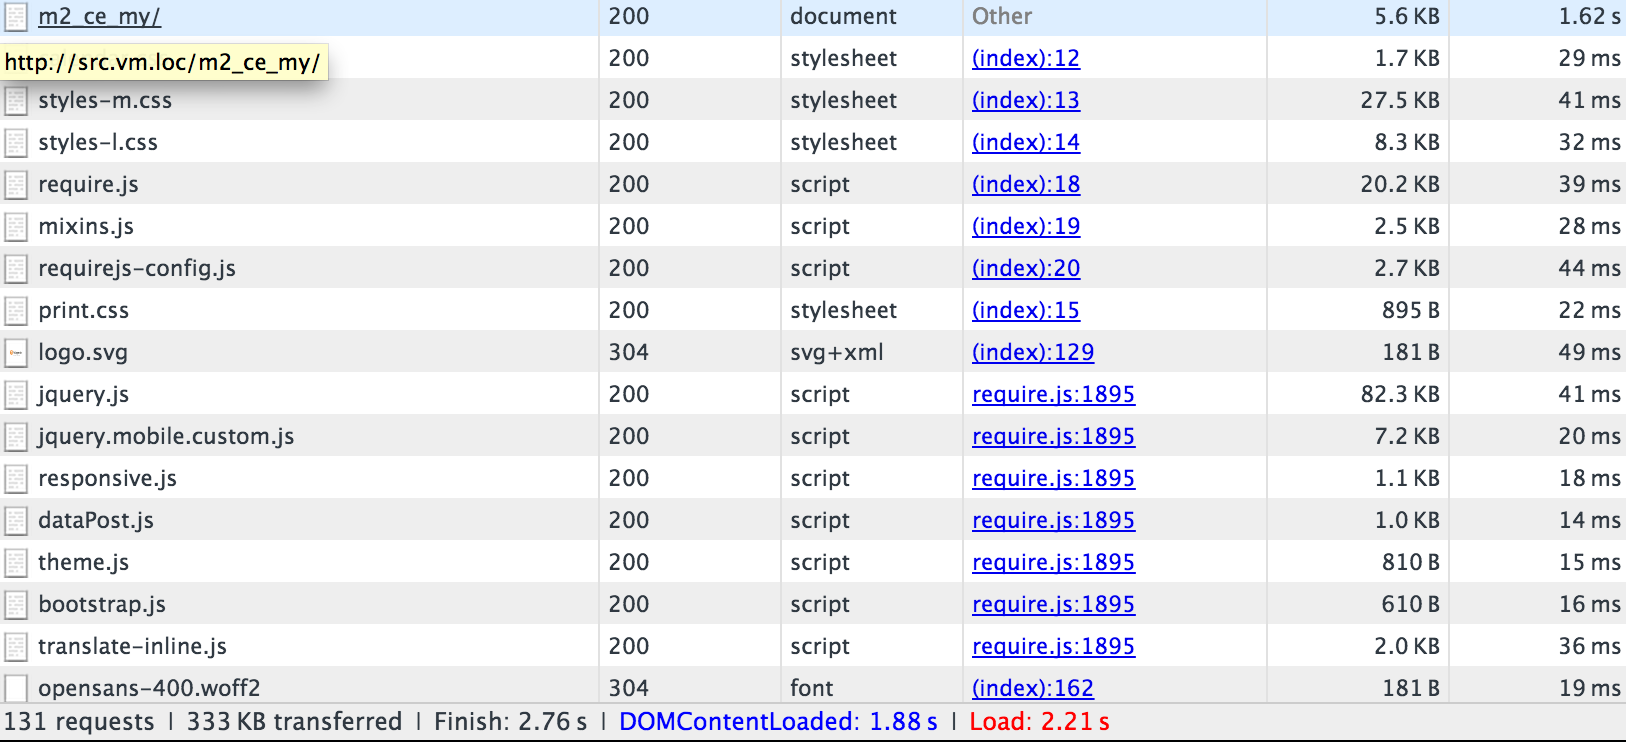 m2_ce_my/ 200 document Other 5.6 KB 1.62 s
http://src.vm.loc/m2_ce_my/ 200 stylesheet (index):12 1.7 KB 29 ms
styles-m.css 200 stylesheet (index):13 27.5 KB 41 ms
styles-l.css 200 stylesheet (index):14 8.3 KB 32 ms
require.js 200 script (index):18 20.2 KB 39 ms
mixins.js 200 script (index):19 2.5 KB 28 ms
requirejs-config.js 200 script (index):20 2.7 KB 44 ms
print.css 200 stylesheet (index):15 895 B 22 ms
logo.svg 304 svg+xml (index):129 181 B 49 ms
jquery.js 200 script require.js:1895 82.3 KB 41 ms
jquery.mobile.custom.js 200 script require.js:1895 7.2 KB 20 ms
responsive.js 200 script require.js:1895 1.1 KB 18 ms
dataPost.js 200 script require.js:1895 1.0 KB 14 ms
theme.js 200 script require.js:1895 810 B 15 ms
bootstrap.js 200 script require.js:1895 610 B 16 ms
translate-inline.js 200 script require.js:1895 2.0 KB 36 ms
opensans-400.woff2 304 font (index):162 181 B 19 ms
131 requests | 333 KB transferred | Finish: 2.76 s | DOMContentLoaded: 1.88 s | Load: 2.21 s